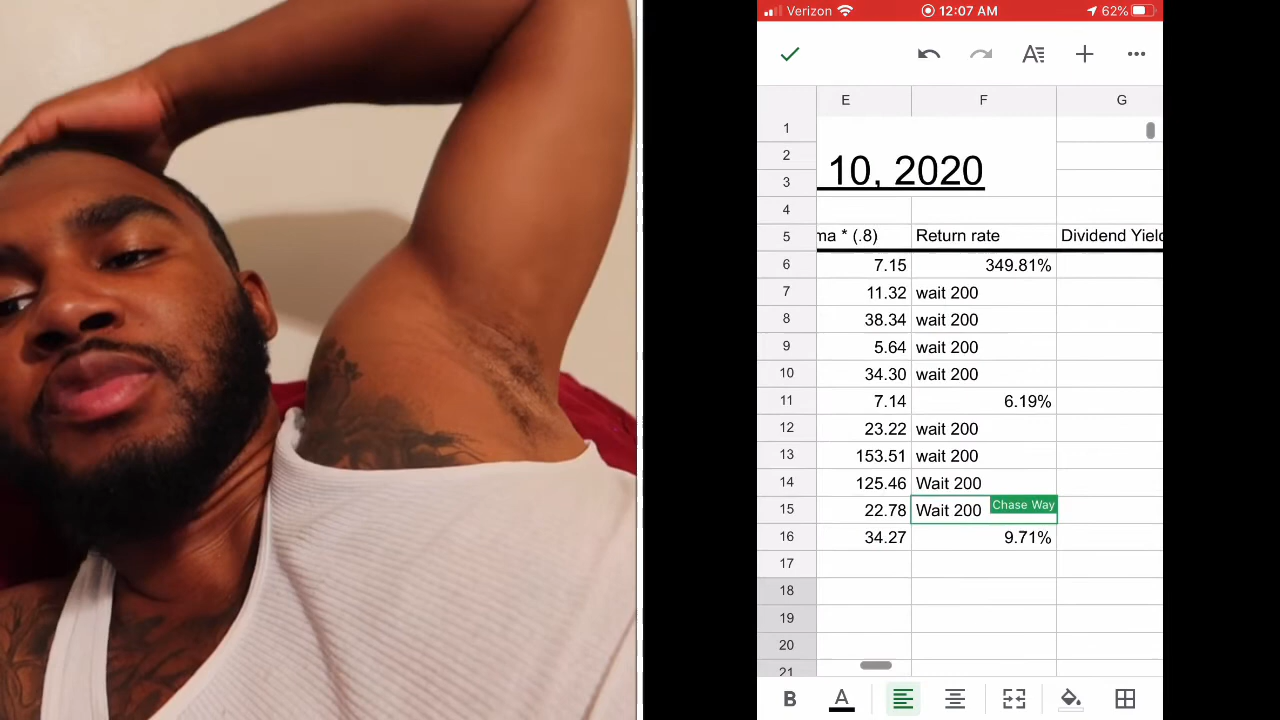 Verizon 12:07 AM 62%
A
E F G
1
2
3
10, 2020
4
5 ma * (.8) Return rate Dividend Yield
6 7.15 349.81%
7 11.32 wait 200
8 38.34 wait 200
9 5.64 wait 200
10 34.30 wait 200
11 7.14 6.19%
12 23.22 wait 200
13 153.51 wait 200
14 125.46 Wait 200
15 22.78 Wait 200 Chase Way
16 34.27 9.71%
17
18
19
20
21
B A